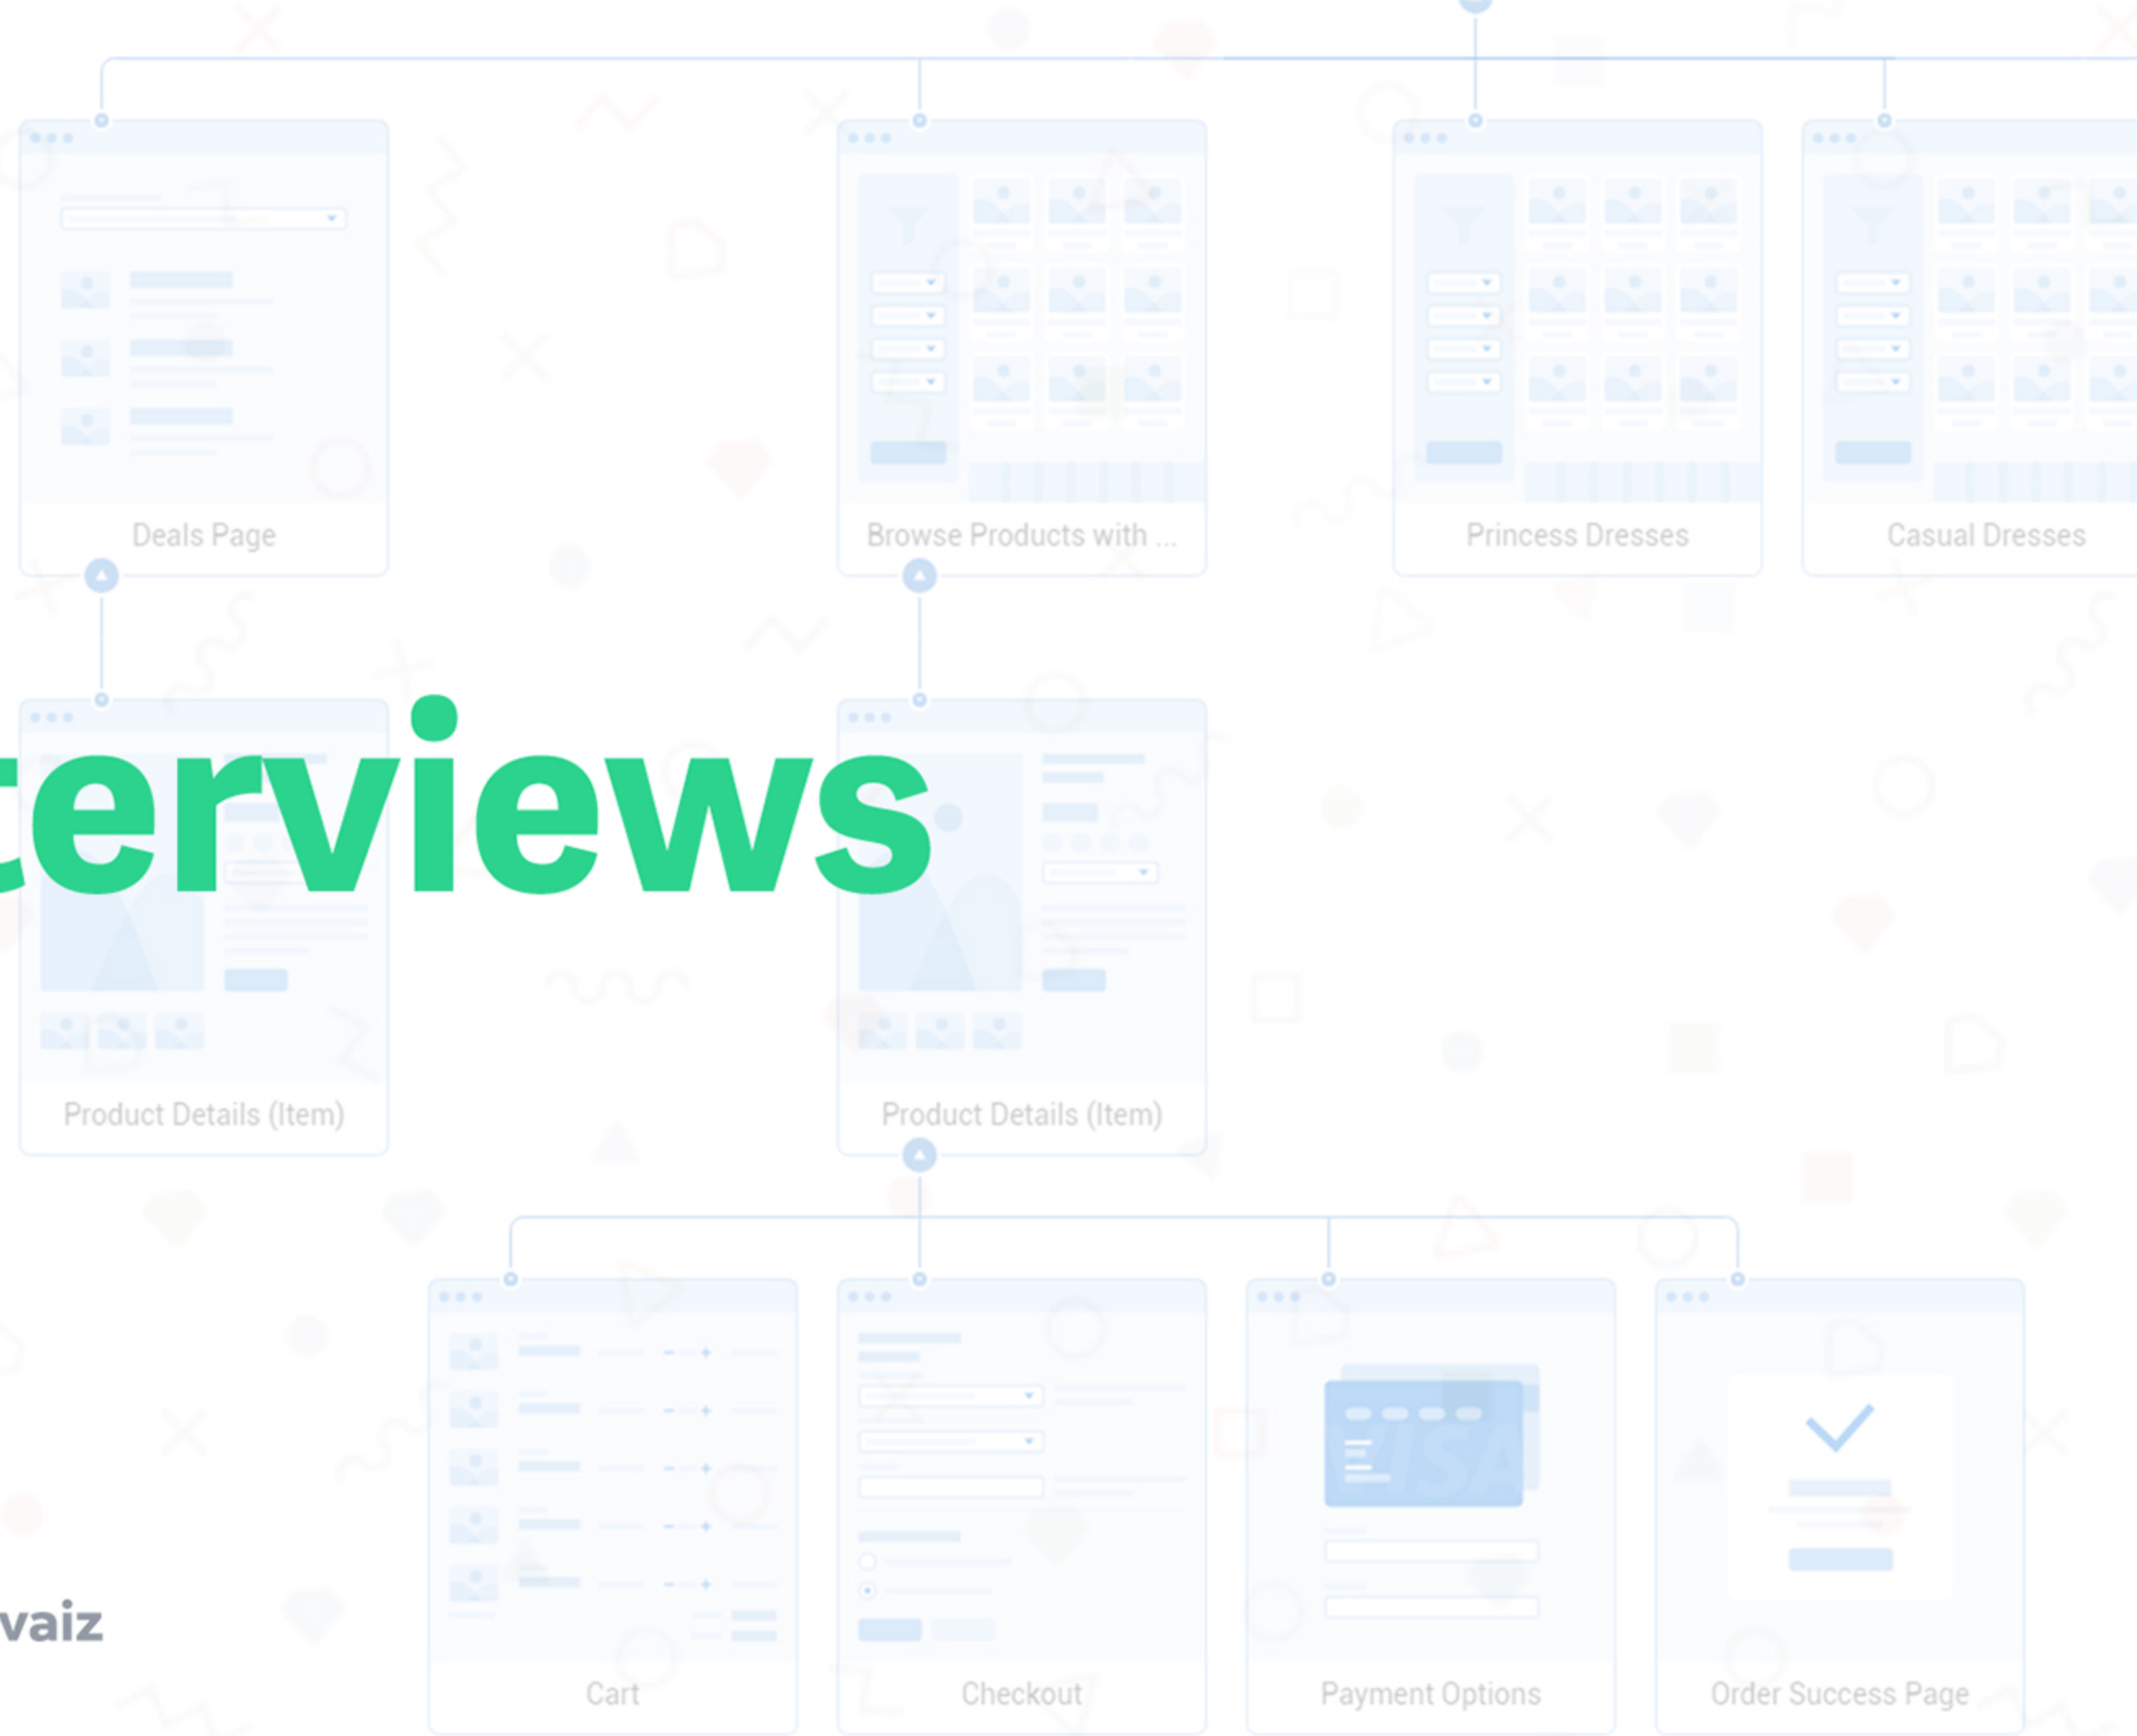 Deals Page
Browse Products with ...
Princess Dresses
Casual Dresses
terviews
Product Details (Item)
Product Details (Item)
VISA
vaiz
Cart
Checkout
Payment Options
Order Success Page